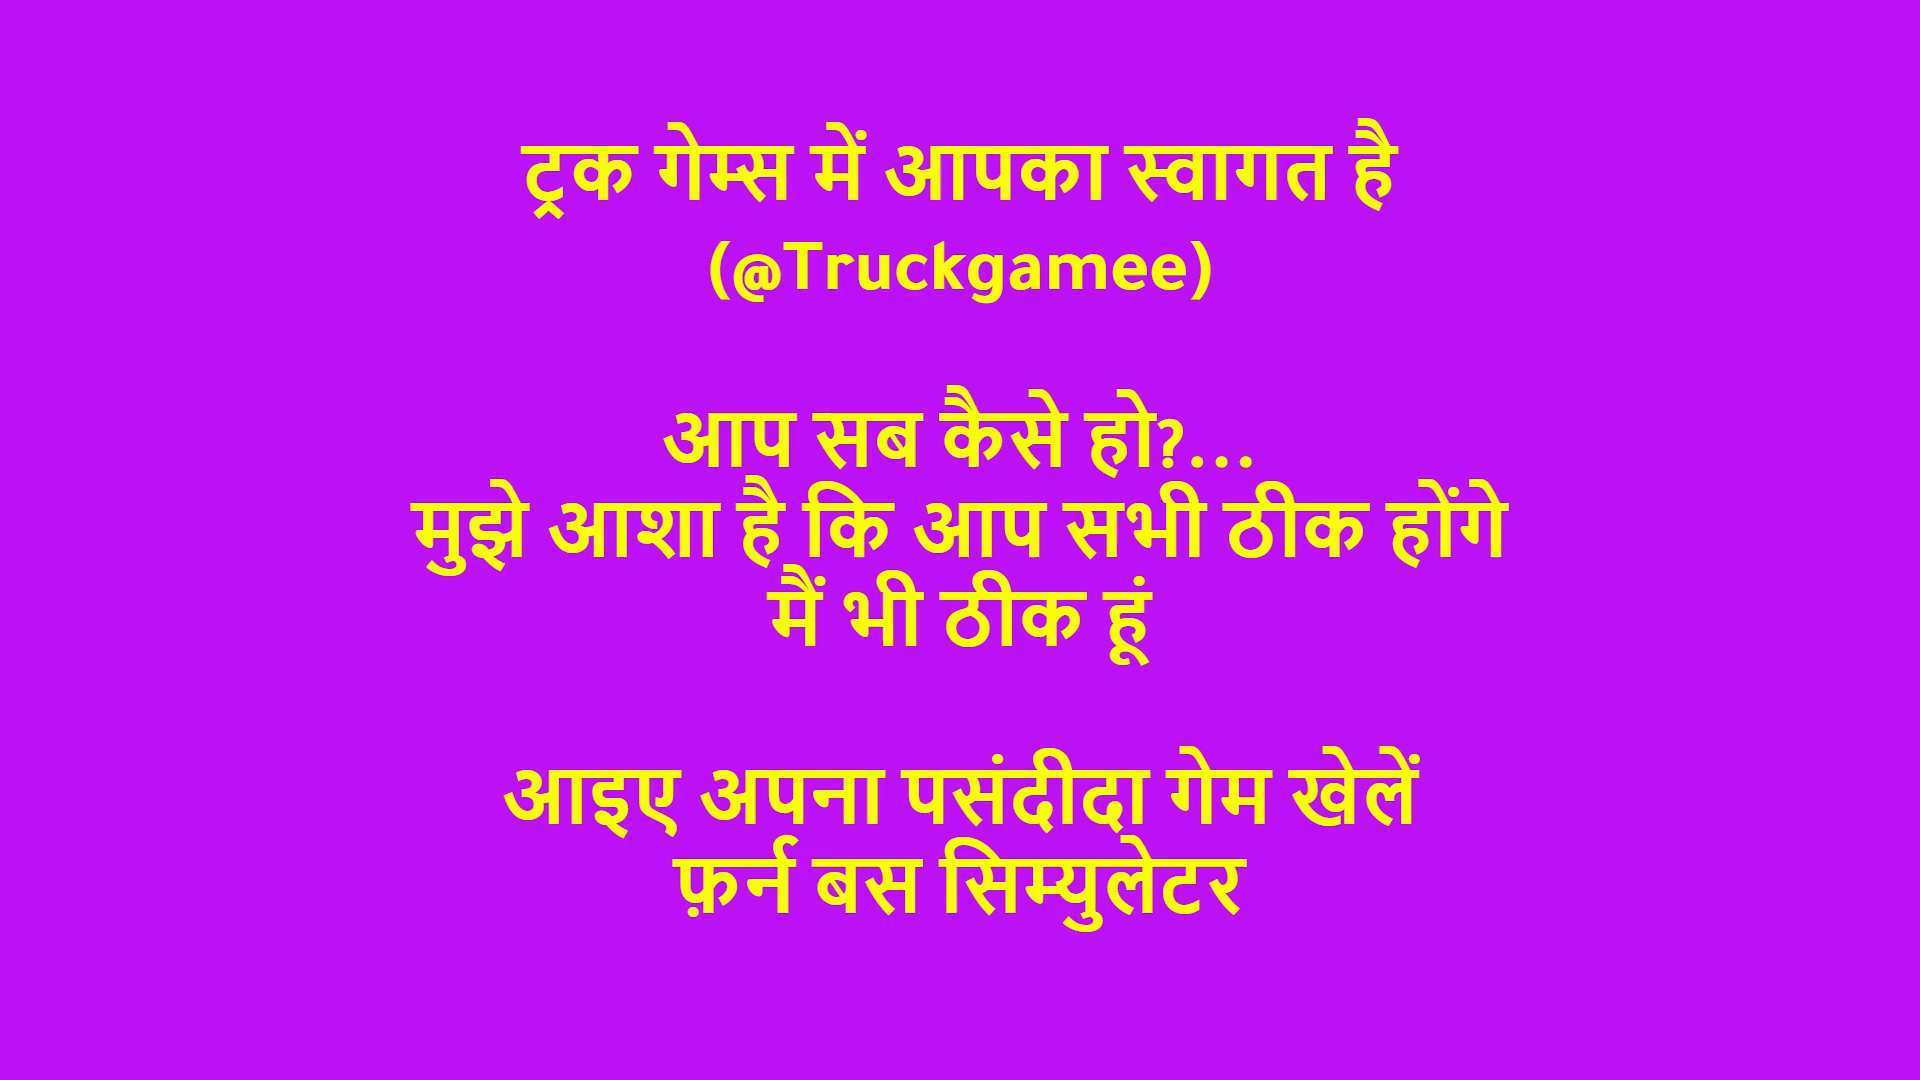 ट्रक गेम्स में आपका स्वागत है
(@Truckgamee)
आप सब कैसे हो?...
मुझे आशा है कि आप सभी ठीक होंगे
मैं भी ठीक हूं
आइए अपना पसंदीदा गेम खेलें
फ़र्न बस सिम्युलेटर